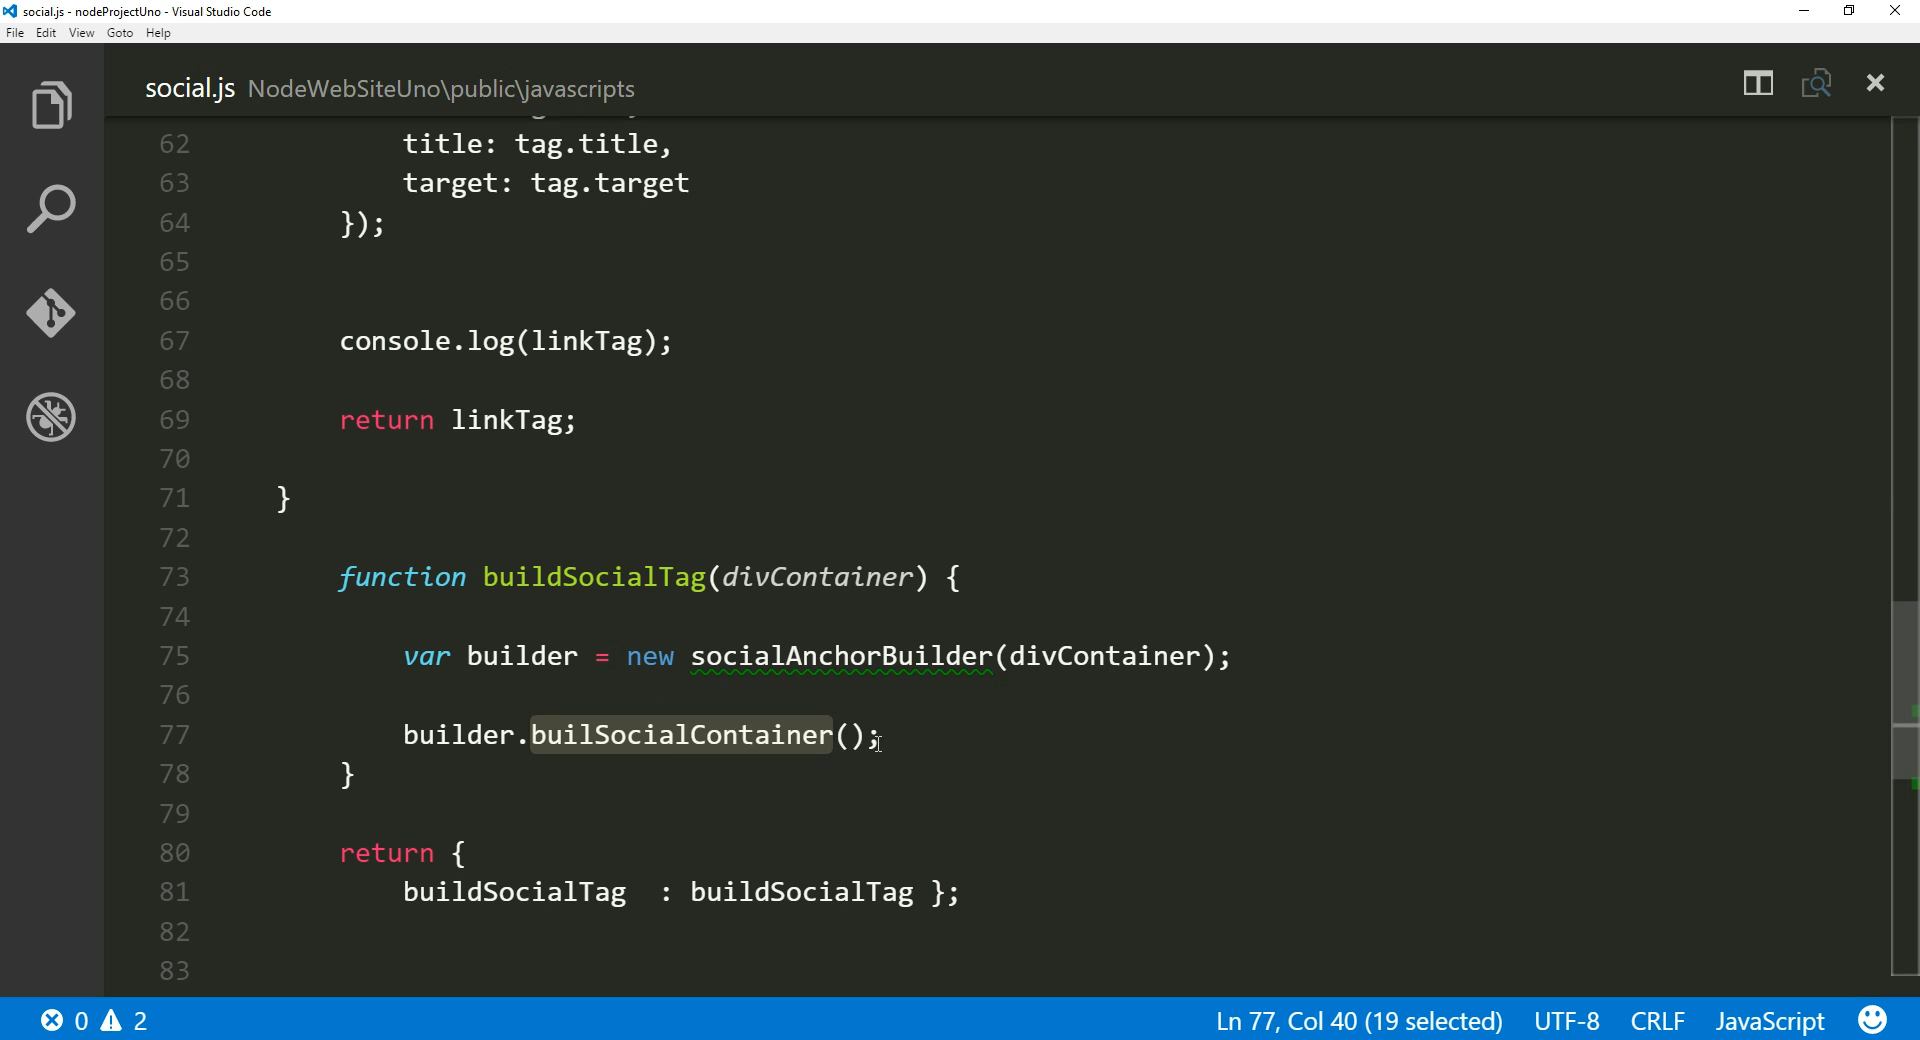 social.js - nodeProjectUno - Visual Studio Code
File Edit View Goto Help
social.js NodeWebSiteUno\public\javascripts
62 title: tag.title,
63 target: tag.target
64 });
65
66
67 console.log(linkTag);
68
69 return linkTag;
70
71 }
72
73 function buildSocialTag(divContainer) {
74
75 var builder = new socialAnchorBuilder(divContainer);
76
77 builder.builSocialContainer();
78 }
79
80 return {
81 buildSocialTag : buildSocialTag };
82
83
0 2 Ln 77, Col 40 (19 selected) UTF-8 CRLF JavaScript